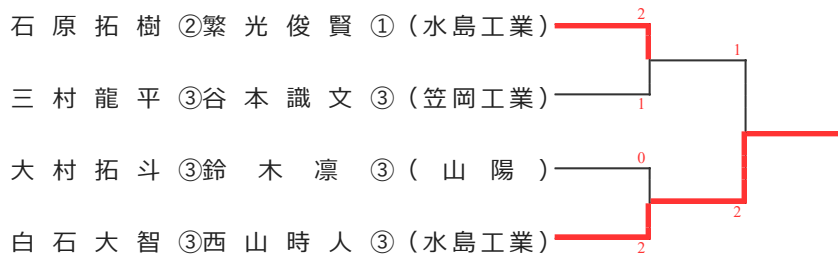 石原拓樹②繁光俊賢①(水島工業) 2
1
三村龍平③谷本識文③(笠岡工業) 1
大村拓斗③鈴木凛③(山陽) 0
2
白石大智③西山時人③(水島工業) 2